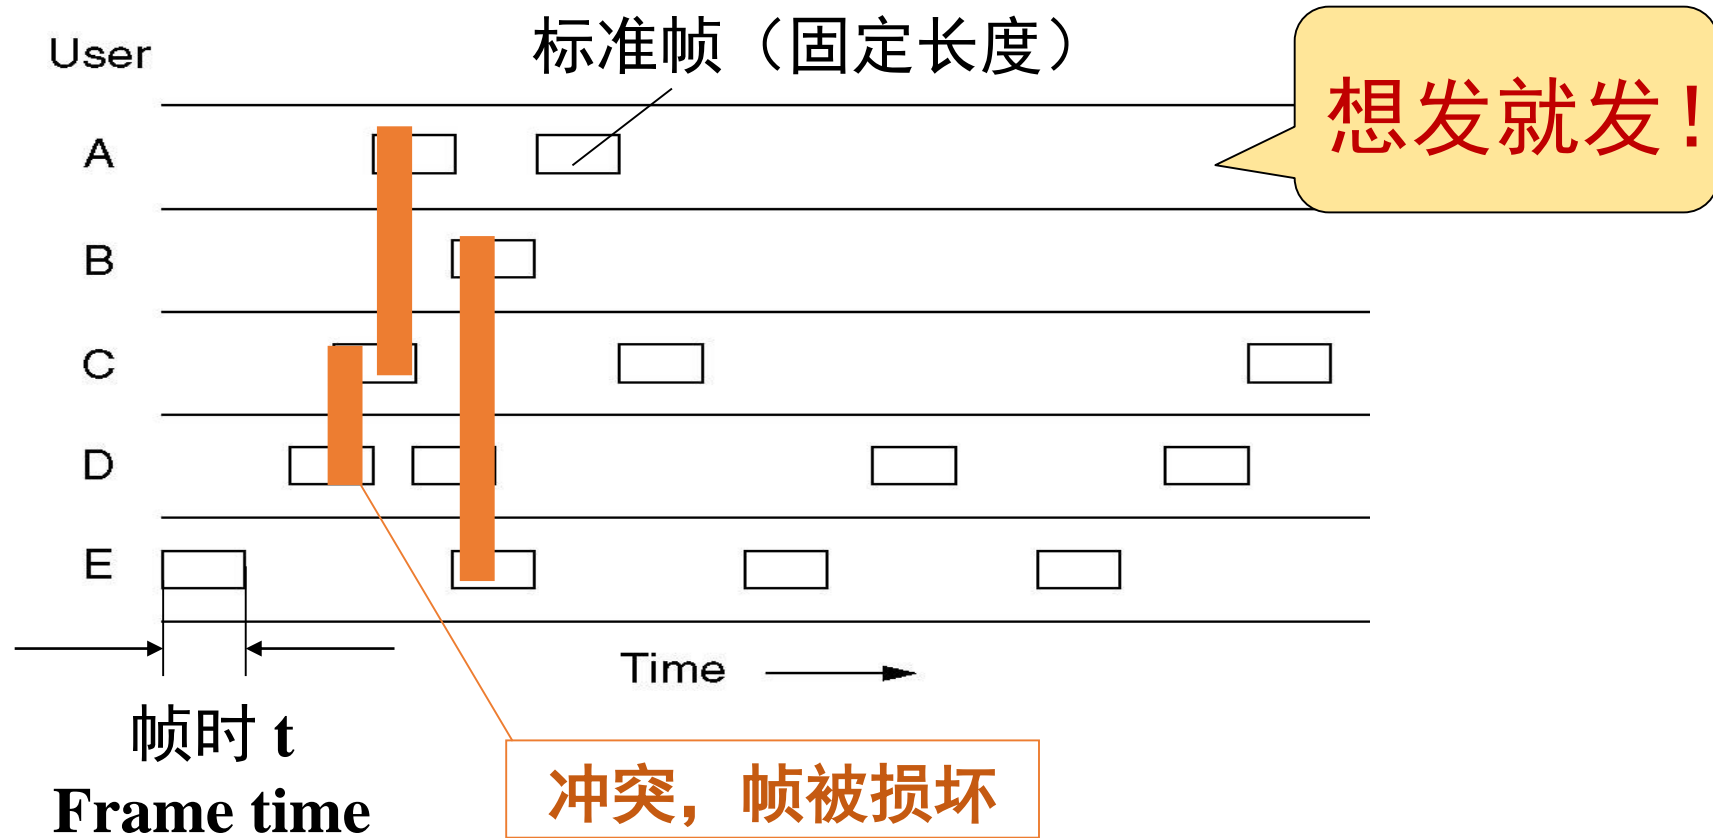 User
标准帧（固定长度）
想发就发！
A
B
C
D
E
Time
帧时 t
Frame time
冲突，帧被损坏